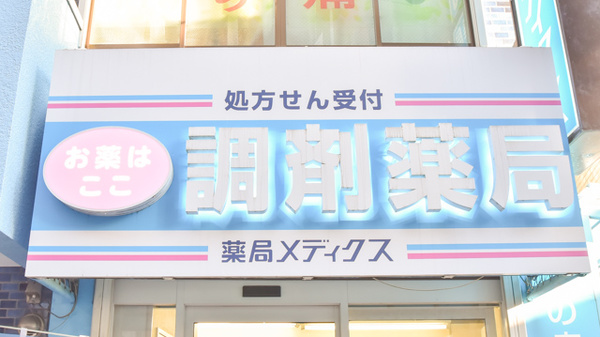 処方せん受付
お薬は
ここ
調剤薬局
薬局メディクス